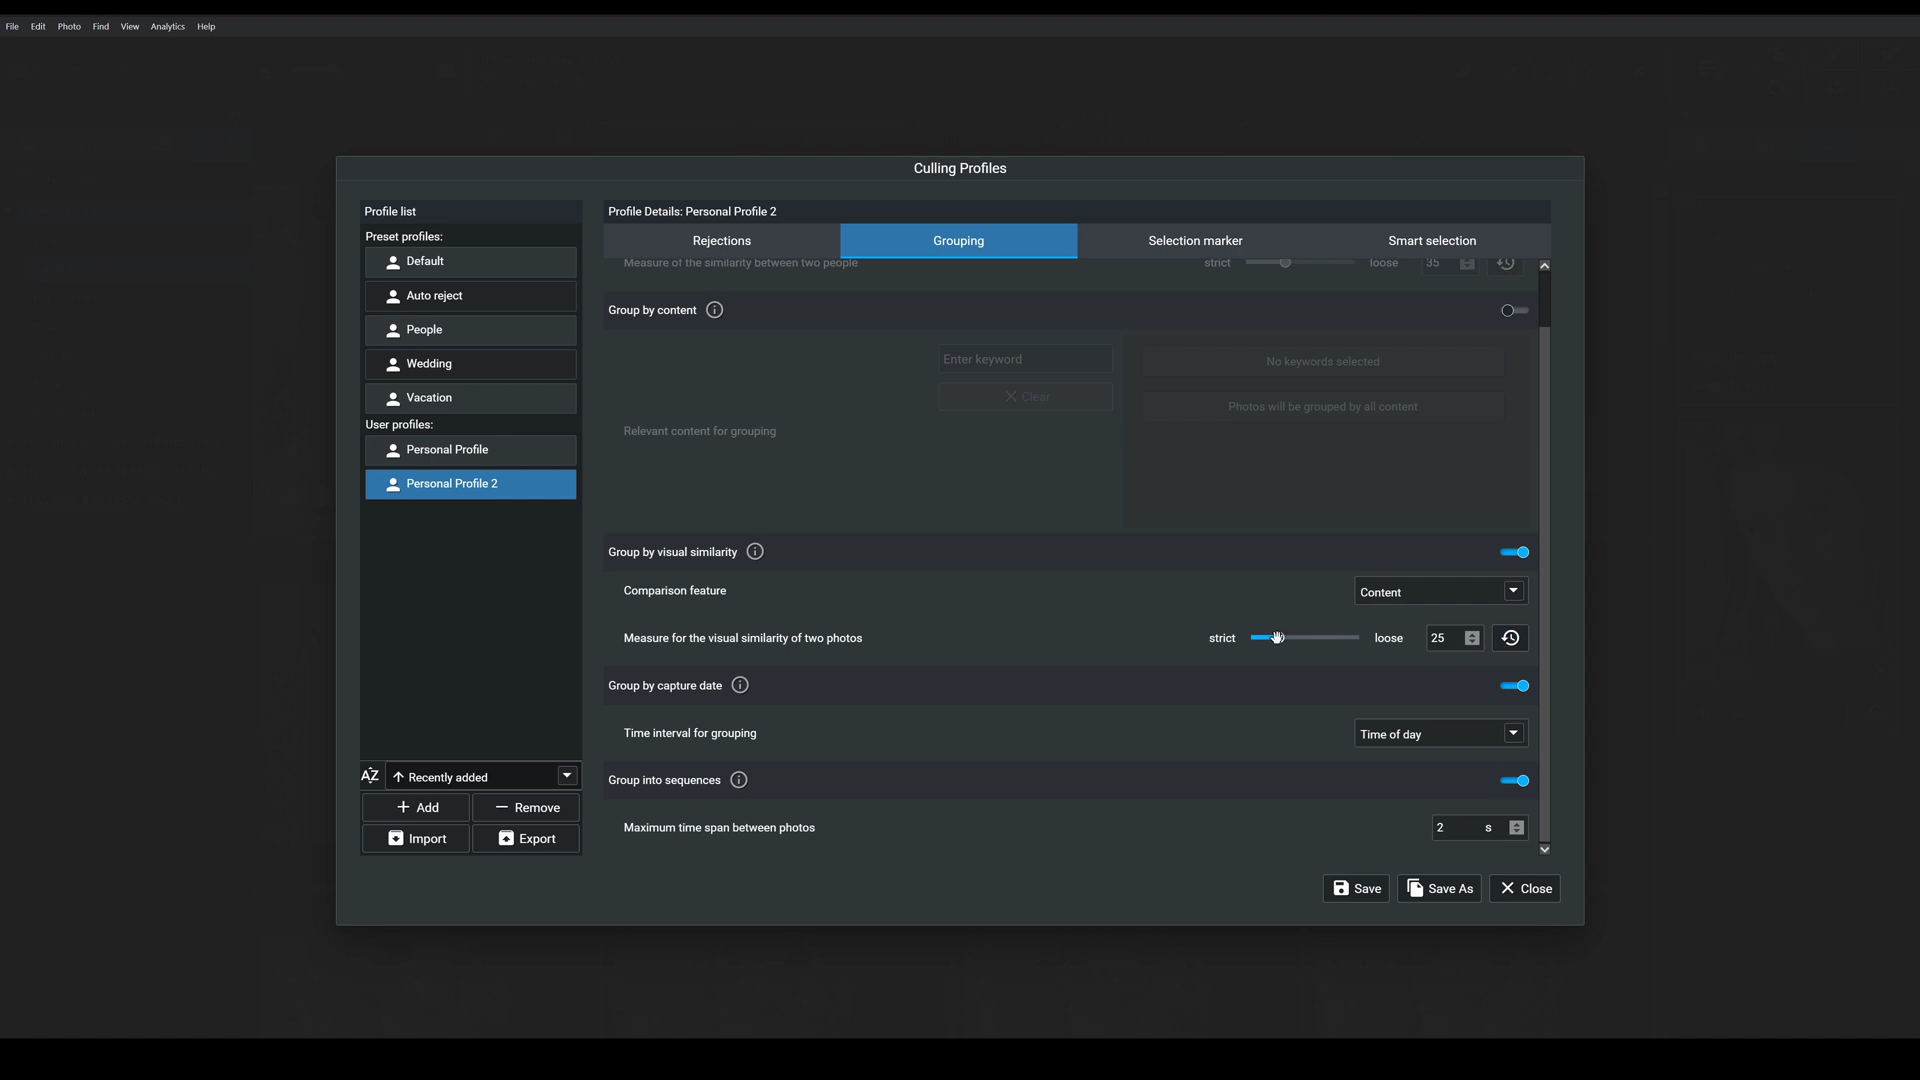 File Edit Photo Find View Analytics Help
Culling Profiles
Profile list
Preset profiles:
Default
Auto reject
People
Wedding
Vacation
User profiles:
Personal Profile
Personal Profile 2
AZ Recently added
Add Remove
Import Export
Profile Details: Personal Profile 2
Rejections Grouping Selection marker Smart selection
Measure of the similarity between two people strict loose 35
Group by content
Enter keyword No keywords selected
Clear Photos will be grouped by all content
Relevant content for grouping
Group by visual similarity
Comparison feature Content
Measure for the visual similarity of two photos strict loose 25
Group by capture date
Time interval for grouping Time of day
Group into sequences
Maximum time span between photos 2 s
Save Save As Close